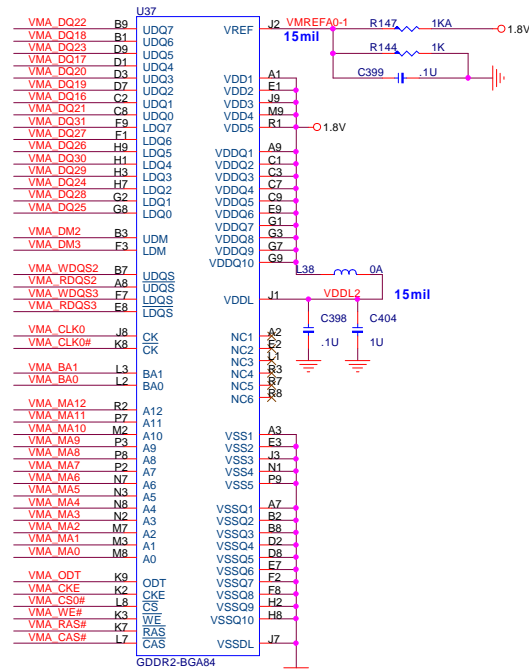 U37
VMA_DQ22 B9 UDQ7 VREF J2 VMREFA0-1 R147 1KA 1.8V
VMA_DQ18 B1 UDQ6 15mil
VMA_DQ23 D9 UDQ5 R144 1K
VMA_DQ17 D1 UDQ4 C399 .1U
VMA_DQ20 D3 UDQ3 VDD1 A1
VMA_DQ19 D7 UDQ2 VDD2 E1
VMA_DQ16 C2 UDQ1 VDD3 J9
VMA_DQ21 C8 UDQ0 VDD4 M9
VMA_DQ31 F9 LDQ7 VDD5 R1 1.8V
VMA_DQ27 F1 LDQ6
VMA_DQ26 H9 LDQ5 VDDQ1 A9
VMA_DQ30 H1 LDQ4 VDDQ2 C1
VMA_DQ29 H3 LDQ3 VDDQ3 C3
VMA_DQ24 H7 LDQ2 VDDQ4 C7
VMA_DQ28 G2 LDQ1 VDDQ5 C9
VMA_DQ25 G8 LDQ0 VDDQ6 E9
VDDQ7 G1
VMA_DM2 B3 UDM VDDQ8 G3
VMA_DM3 F3 LDM VDDQ9 G7
VDDQ10 G9
VMA_WDQS2 B7 UDQS L38 0A
VMA_RDQS2 A8 UDQS
VMA_WDQS3 F7 LDQS VDDL J1 VDDL2 15mil
VMA_RDQS3 E8 LDQS
C398 C404
VMA_CLK0 J8 CK NC1 A2 .1U 1U
VMA_CLK0# K8 CK NC2 E2
NC3 L1
VMA_BA1 L3 BA1 NC4 R3
VMA_BA0 L2 BA0 NC5 R7
NC6 R8
VMA_MA12 R2 A12
VMA_MA11 P7 A11
VMA_MA10 M2 A10 VSS1 A3
VMA_MA9 P3 A9 VSS2 E3
VMA_MA8 P8 A8 VSS3 J3
VMA_MA7 P2 A7 VSS4 N1
VMA_MA6 N7 A6 VSS5 P9
VMA_MA5 N3 A5
VMA_MA4 N8 A4 VSSQ1 A7
VMA_MA3 N2 A3 VSSQ2 B2
VMA_MA2 M7 A2 VSSQ3 B8
VMA_MA1 M3 A1 VSSQ4 D2
VMA_MA0 M8 A0 VSSQ5 D8
VSSQ6 E7
VMA_ODT K9 ODT VSSQ7 F2
VMA_CKE K2 CKE VSSQ8 F8
VMA_CS0# L8 CS VSSQ9 H2
VMA_WE# K3 WE VSSQ10 H8
VMA_RAS# K7 RAS
VMA_CAS# L7 CAS VSSDL J7
GDDR2-BGA84